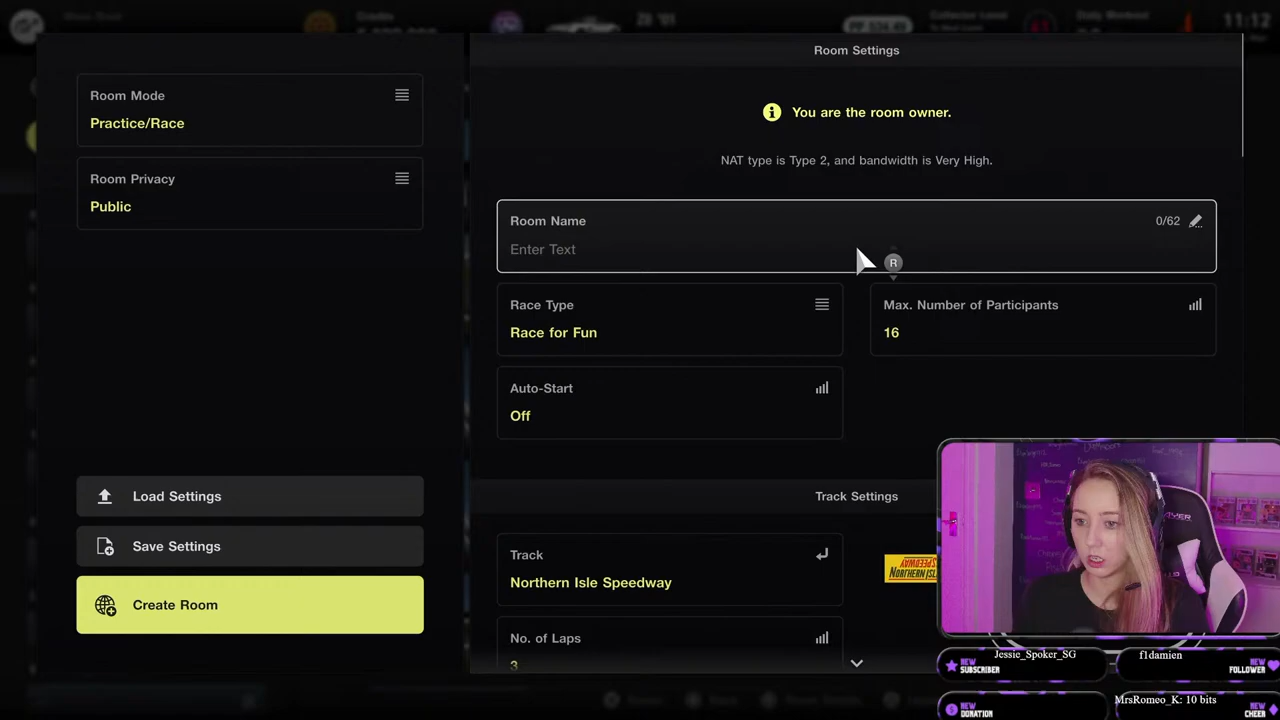 Z8 '01
11:12
Room Settings
Room Mode
Practice/Race
You are the room owner.
Room Privacy
Public
NAT type is Type 2, and bandwidth is Very High.
Room Name
0/62
Enter Text
R
Race Type
Race for Fun
Max. Number of Participants
16
Auto-Start
Off
Load Settings
Save Settings
Create Room
Track Settings
Track
Northern Isle Speedway
No. of Laps
3
Jessie_Spoker_SG
NEW
SUBSCRIBER
f1damien
NEW
FOLLOWER
NEW
DONATION
MrsRomeo_K: 10 bits
NEW
CHEER